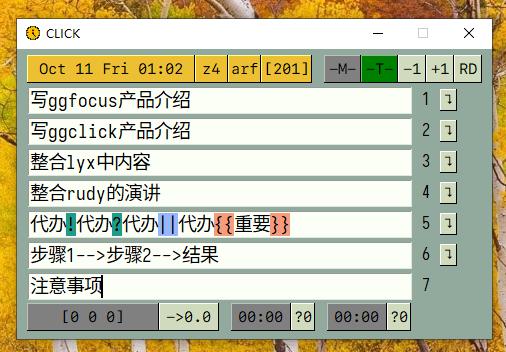 CLICK
Oct 11 Fri 01:02 z4 arf [201] —M— —T— —1 +1 RD
写ggfocus产品介绍 1 ⤵
写ggclick产品介绍 2 ⤵
整合lyx中内容 3 ⤵
整合rudy的演讲 4 ⤵
代办!代办?代办||代办{{重要}} 5 ⤵
步骤1-->步骤2-->结果 6 ⤵
注意事项 7
[0 0 0] ->0.0 00:00 ?0 00:00 ?0